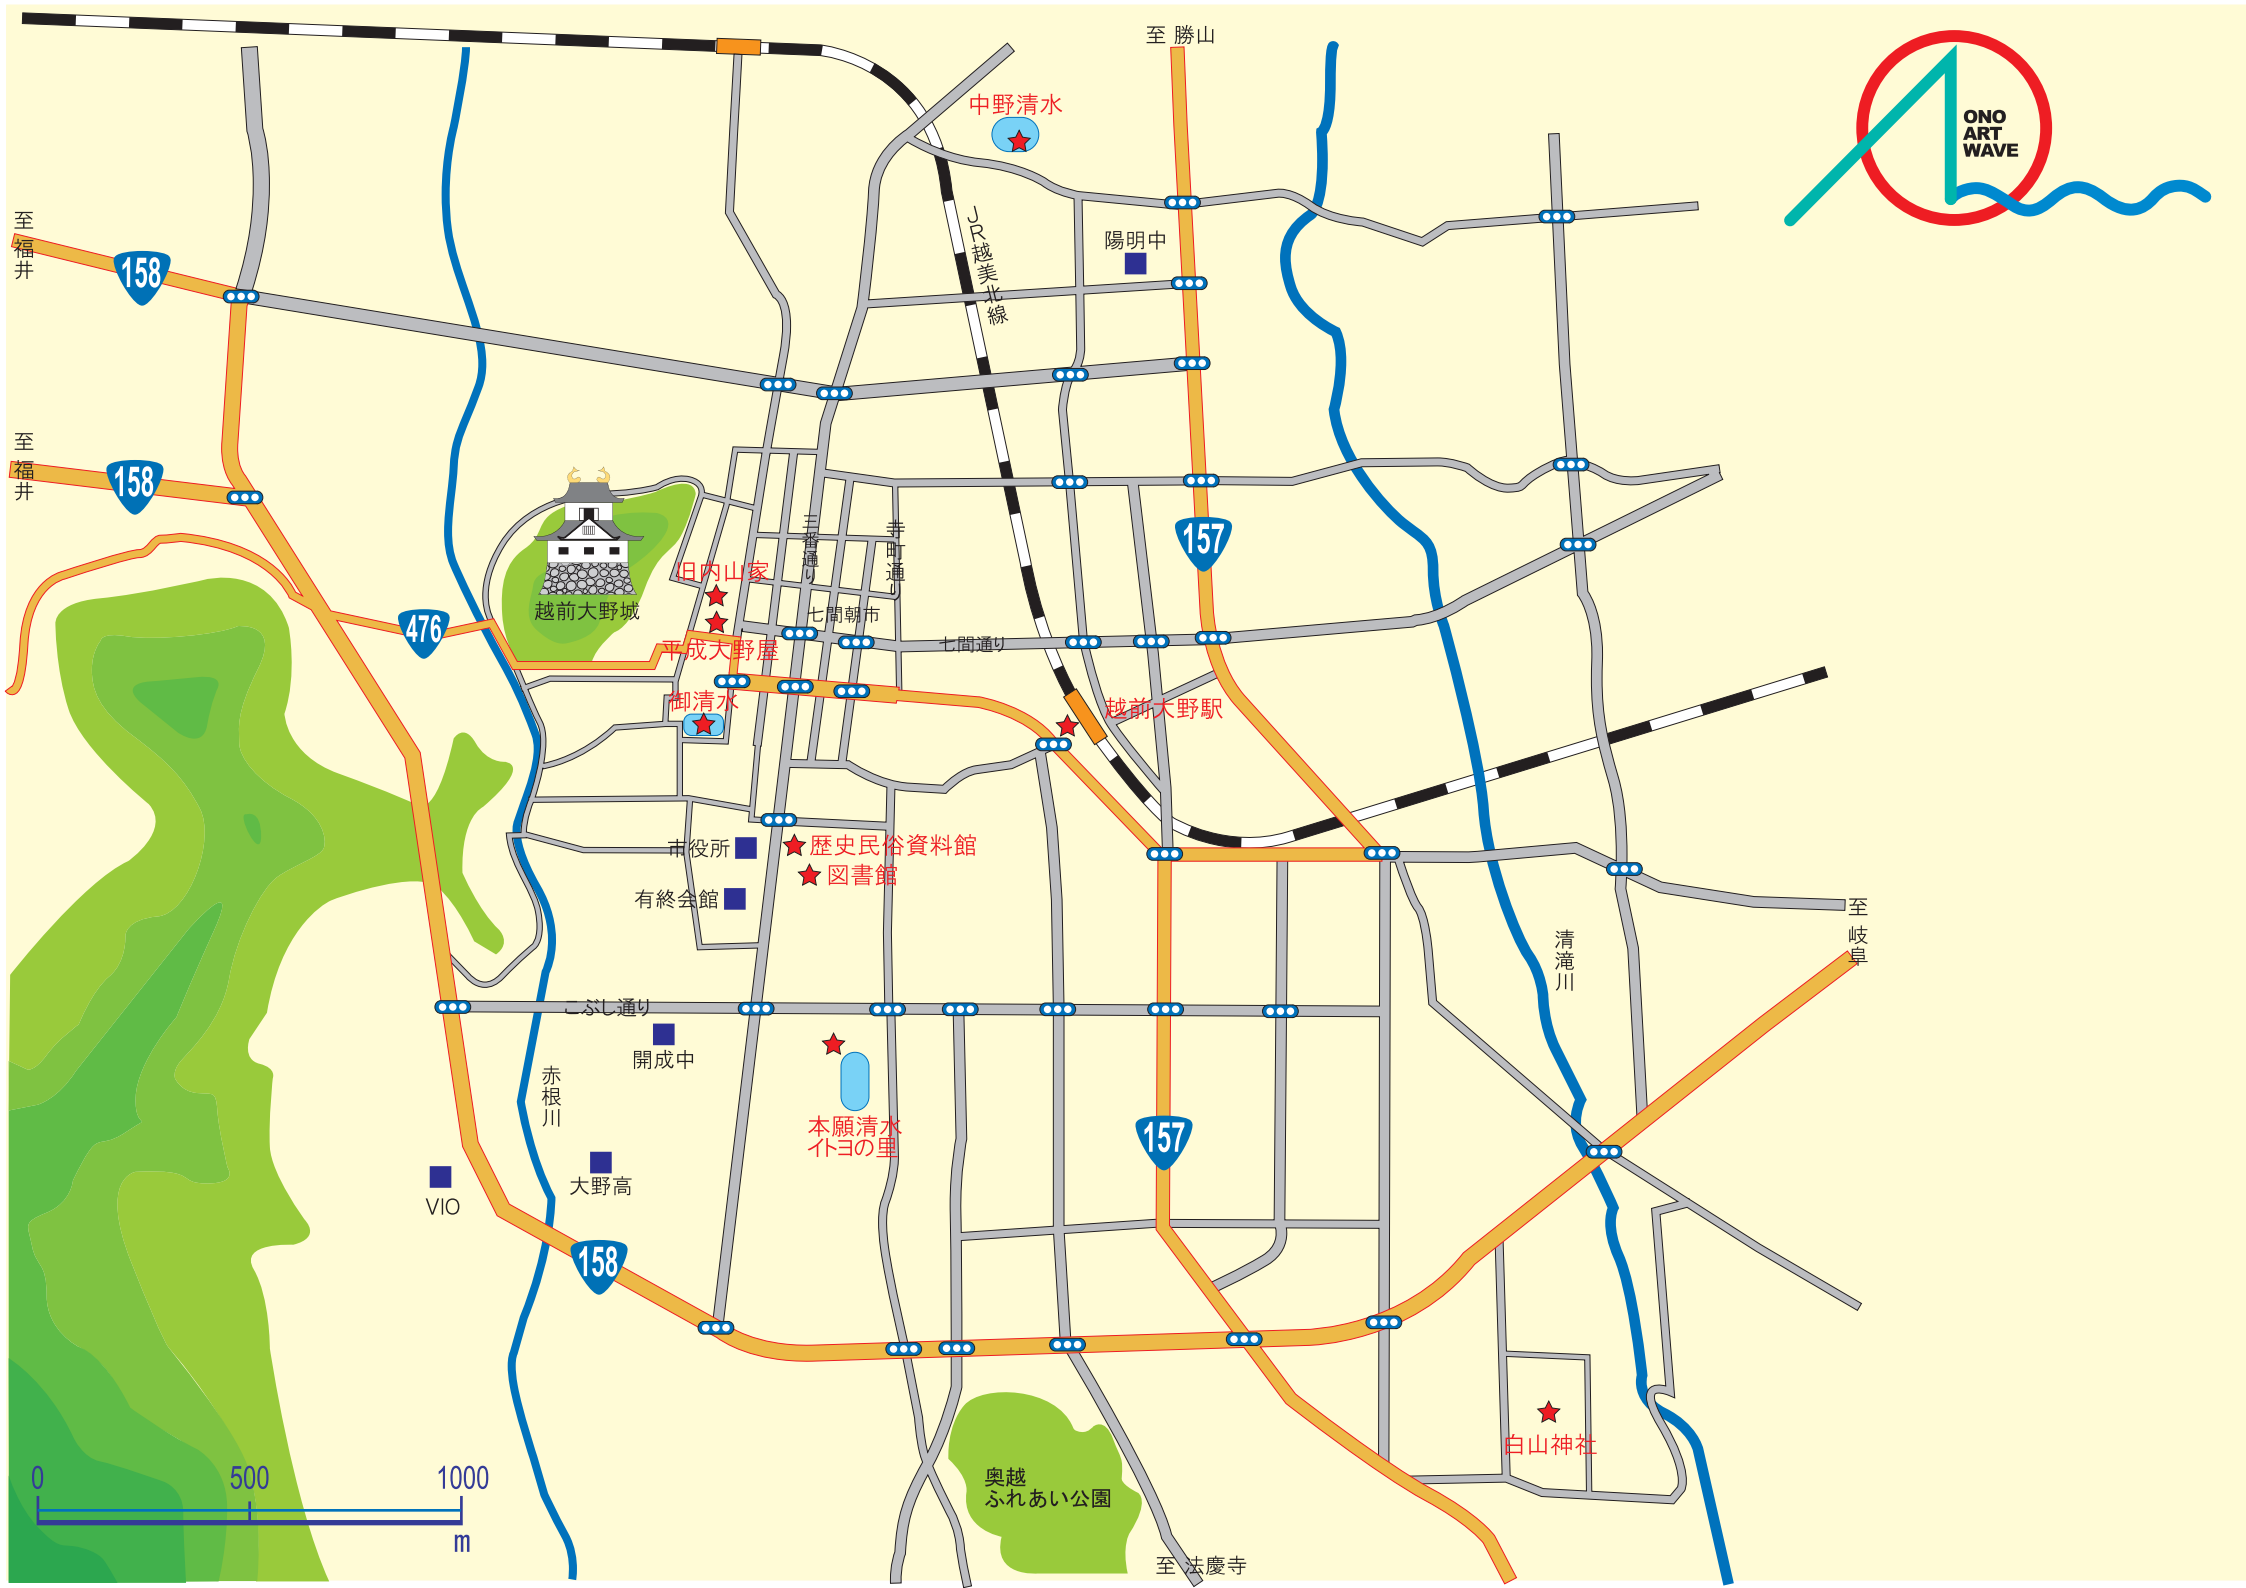 至 勝山
中野清水
ONO
ART
WAVE
至 福井
158
JR越美北線
陽明中
至 福井
158
157
三番通り
寺町通り
旧内山家
越前大野城
七間朝市
476
七間通り
平成大野屋
御清水
越前大野駅
市役所
歴史民俗資料館
図書館
有終会館
至 岐阜
清滝川
こぶし通り
開成中
赤根川
本願清水
イトヨの里
157
VIO
大野高
158
白山神社
奥越
ふれあい公園
0
500
1000
m
至 法慶寺